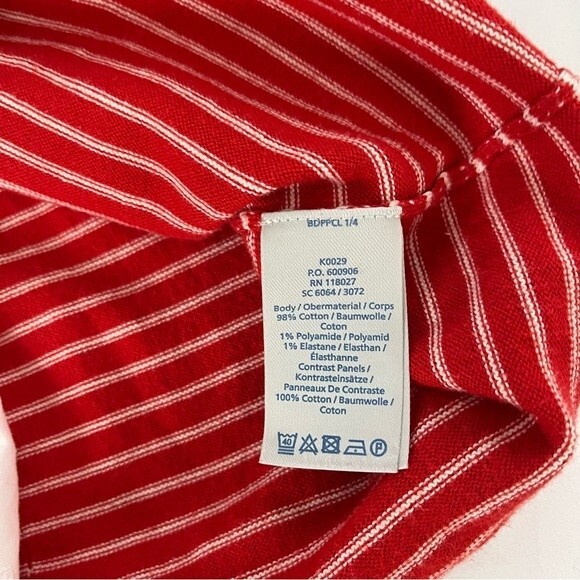 BDPPCL 1/4
K0029
P.O. 600906
RN 118027
SC 6064 / 3072
Body / Obermaterial / Corps
98% Cotton / Baumwolle /
Coton
1% Polyamide / Polyamid
1% Elastane / Elasthan /
Élasthanne
Contrast Panels /
Kontrasteinsätze /
Panneaux De Contraste
100% Cotton / Baumwolle /
Coton
40 P